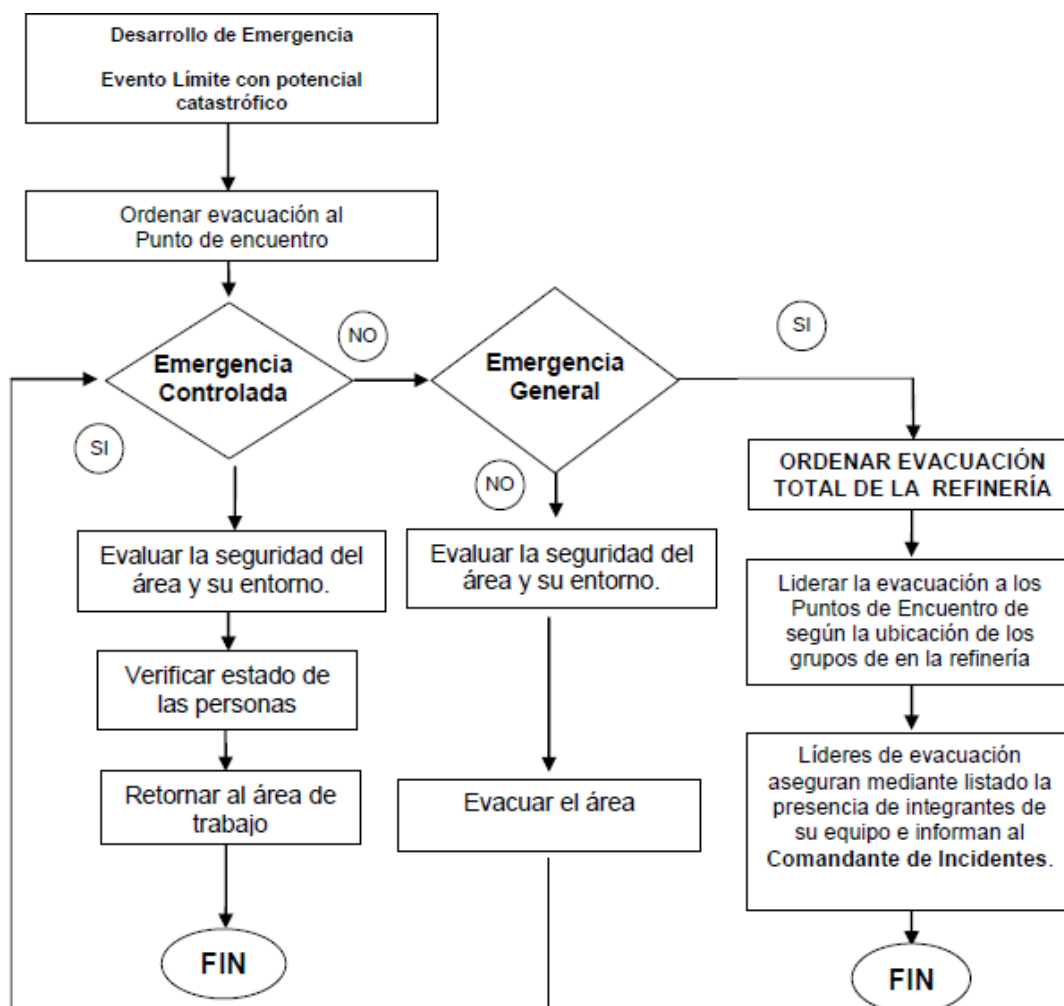 Desarrollo de Emergencia
Evento Límite con potencial
catastrófico
Ordenar evacuación al
Punto de encuentro
Emergencia
Controlada
NO
Emergencia
General
SI
SI
NO
Evaluar la seguridad del
área y su entorno.
Verificar estado de
las personas
Retornar al área de
trabajo
FIN
Evaluar la seguridad del
área y su entorno.
Evacuar el área
ORDENAR EVACUACIÓN
TOTAL DE LA REFINERÍA
Liderar la evacuación a los
Puntos de Encuentro de
según la ubicación de los
grupos de en la refinería
Líderes de evacuación
aseguran mediante listado la
presencia de integrantes de
su equipo e informan al
Comandante de Incidentes.
FIN